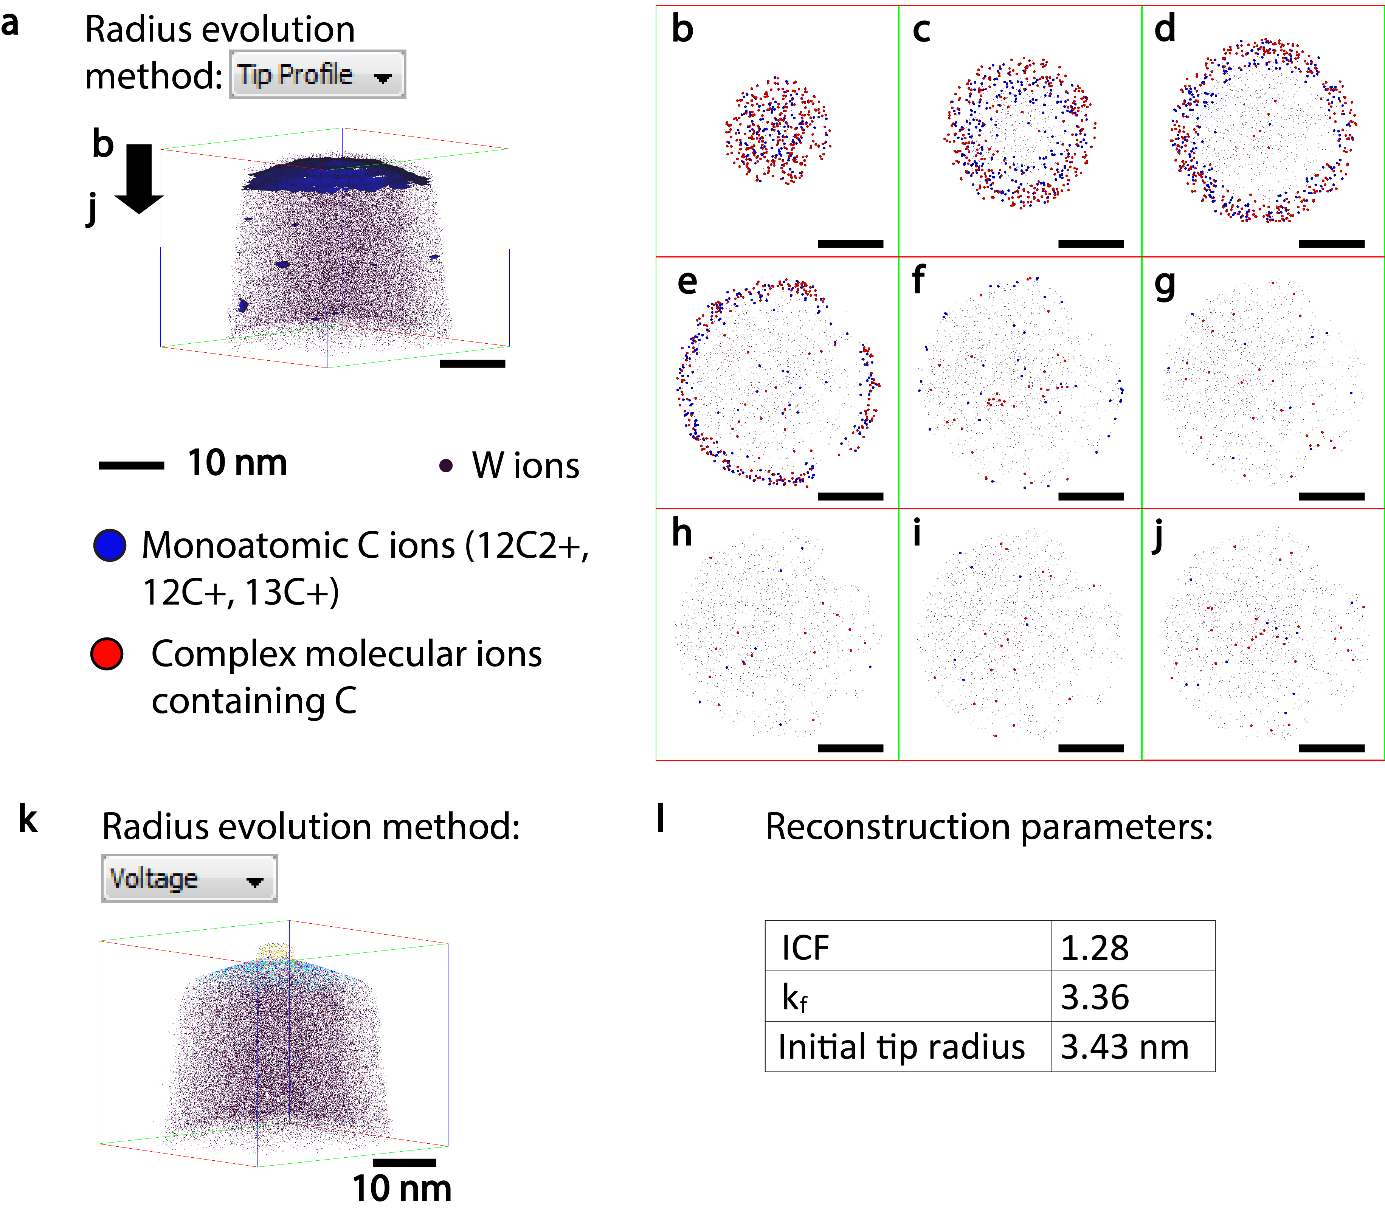 a
Radius evolution
method: Tip Profile
b
j
10 nm
W ions
Monoatomic C ions (12C2+,
12C+, 13C+)
Complex molecular ions
containing C
b
c
d
e
f
g
h
i
j
k
Radius evolution method:
Voltage
10 nm
l
Reconstruction parameters:
ICF 1.28
kf 3.36
Initial tip radius 3.43 nm